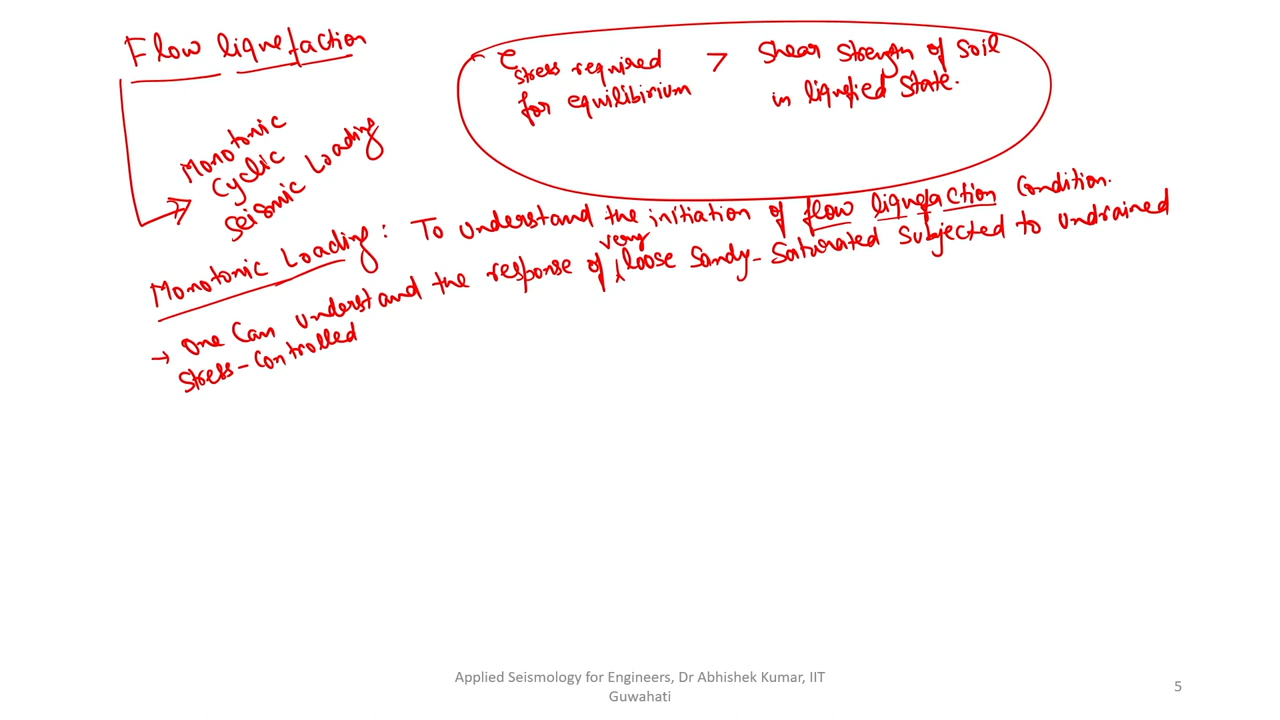 Flow liquefaction
τ stress required > Shear Strength of Soil
for equilibirium in liquefied State.
Monotonic
Cyclic
Seismic Loading
Monotonic Loading: To understand the initiation of flow liquefaction Condition.
→ One Can understand the response of very loose Sandy-Saturated Subjected to undrained
Stress-Controlled
Applied Seismology for Engineers, Dr Abhishek Kumar, IIT
Guwahati
5